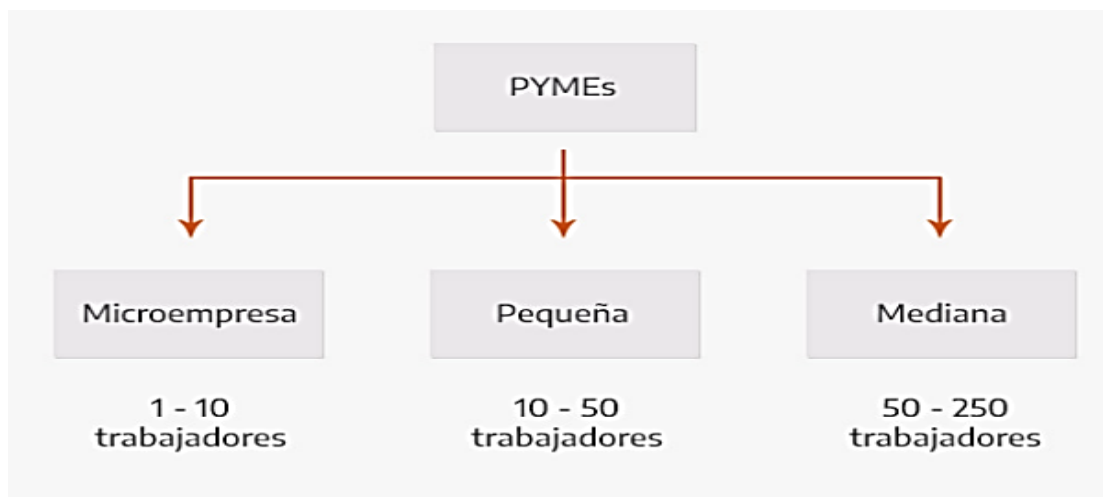 PYMEs
Microempresa
Pequeña
Mediana
1 - 10
trabajadores
10 - 50
trabajadores
50 - 250
trabajadores